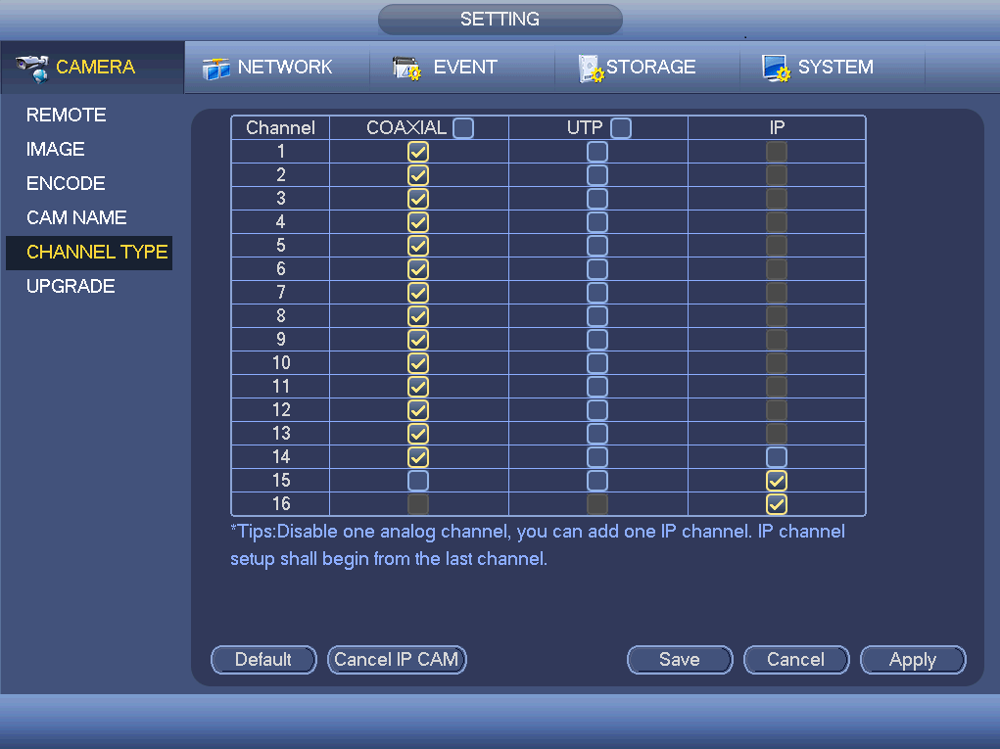 SETTING
CAMERA NETWORK EVENT STORAGE SYSTEM
REMOTE
IMAGE
ENCODE
CAM NAME
CHANNEL TYPE
UPGRADE
Channel COAXIAL UTP IP
1
2
3
4
5
6
7
8
9
10
11
12
13
14
15
16
*Tips:Disable one analog channel, you can add one IP channel. IP channel
setup shall begin from the last channel.
Default Cancel IP CAM Save Cancel Apply